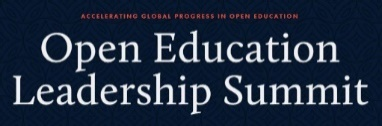 ACCELERATING GLOBAL PROGRESS IN OPEN EDUCATION
Open Education
Leadership Summit